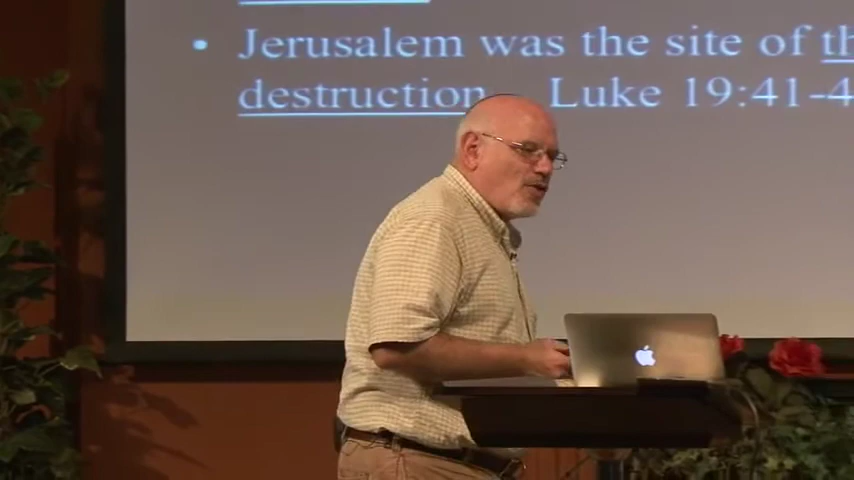 • Jerusalem was the site of
destruction. Luke 19:41-4